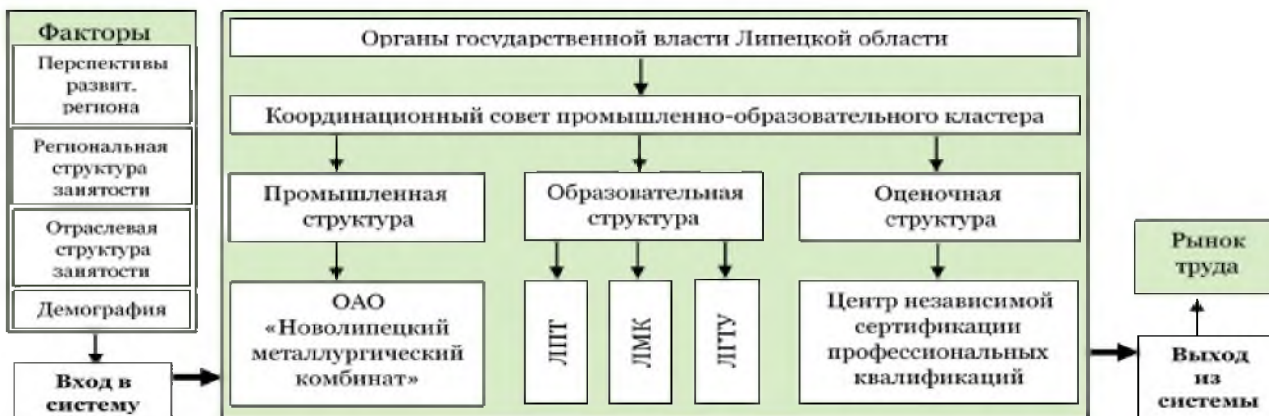 Факторы
Перспективы
развит.
региона
Региональная
структура
занятости
Отраслевая
структура
занятости
Демография
Вход в
систему
Органы государственной власти Липецкой области
Координационный совет промышленно-образовательного кластера
Промышленная
структура
Образовательная
структура
Оценочная
структура
ОАО
«Новолипецкий
металлургический
комбинат»
ЛПТ
ЛМК
ЛГТУ
Центр независимой
сертификации
профессиональных
квалификаций
Рынок
труда
Выход
из
системы